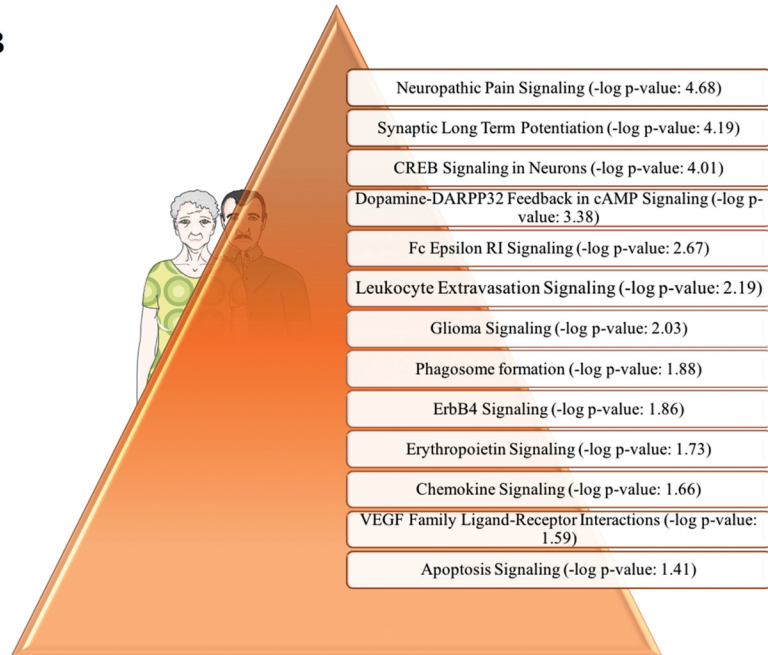 Neuropathic Pain Signaling (-log p-value: 4.68)
Synaptic Long Term Potentiation (-log p-value: 4.19)
CREB Signaling in Neurons (-log p-value: 4.01)
Dopamine-DARPP32 Feedback in cAMP Signaling (-log p-
value: 3.38)
Fc Epsilon RI Signaling (-log p-value: 2.67)
Leukocyte Extravasation Signaling (-log p-value: 2.19)
Glioma Signaling (-log p-value: 2.03)
Phagosome formation (-log p-value: 1.88)
ErbB4 Signaling (-log p-value: 1.86)
Erythropoietin Signaling (-log p-value: 1.73)
Chemokine Signaling (-log p-value: 1.66)
VEGF Family Ligand-Receptor Interactions (-log p-value:
1.59)
Apoptosis Signaling (-log p-value: 1.41)